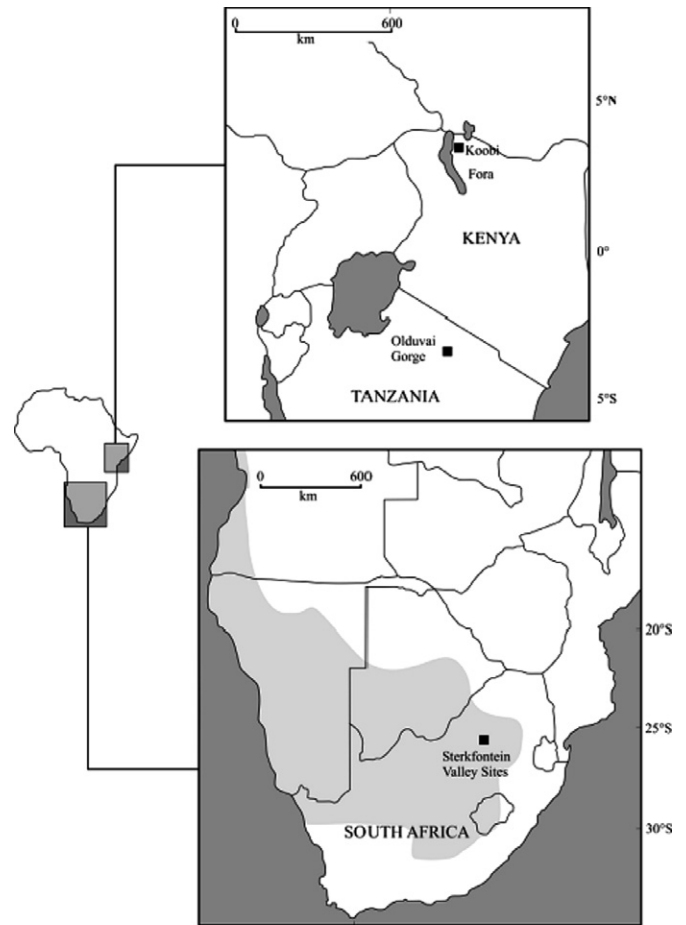 0 600
km
5°N
Koobi
Fora
KENYA
0°
Olduvai
Gorge
TANZANIA
5°S
0 600
km
20°S
25°S
Sterkfontein
Valley Sites
SOUTH AFRICA
30°S